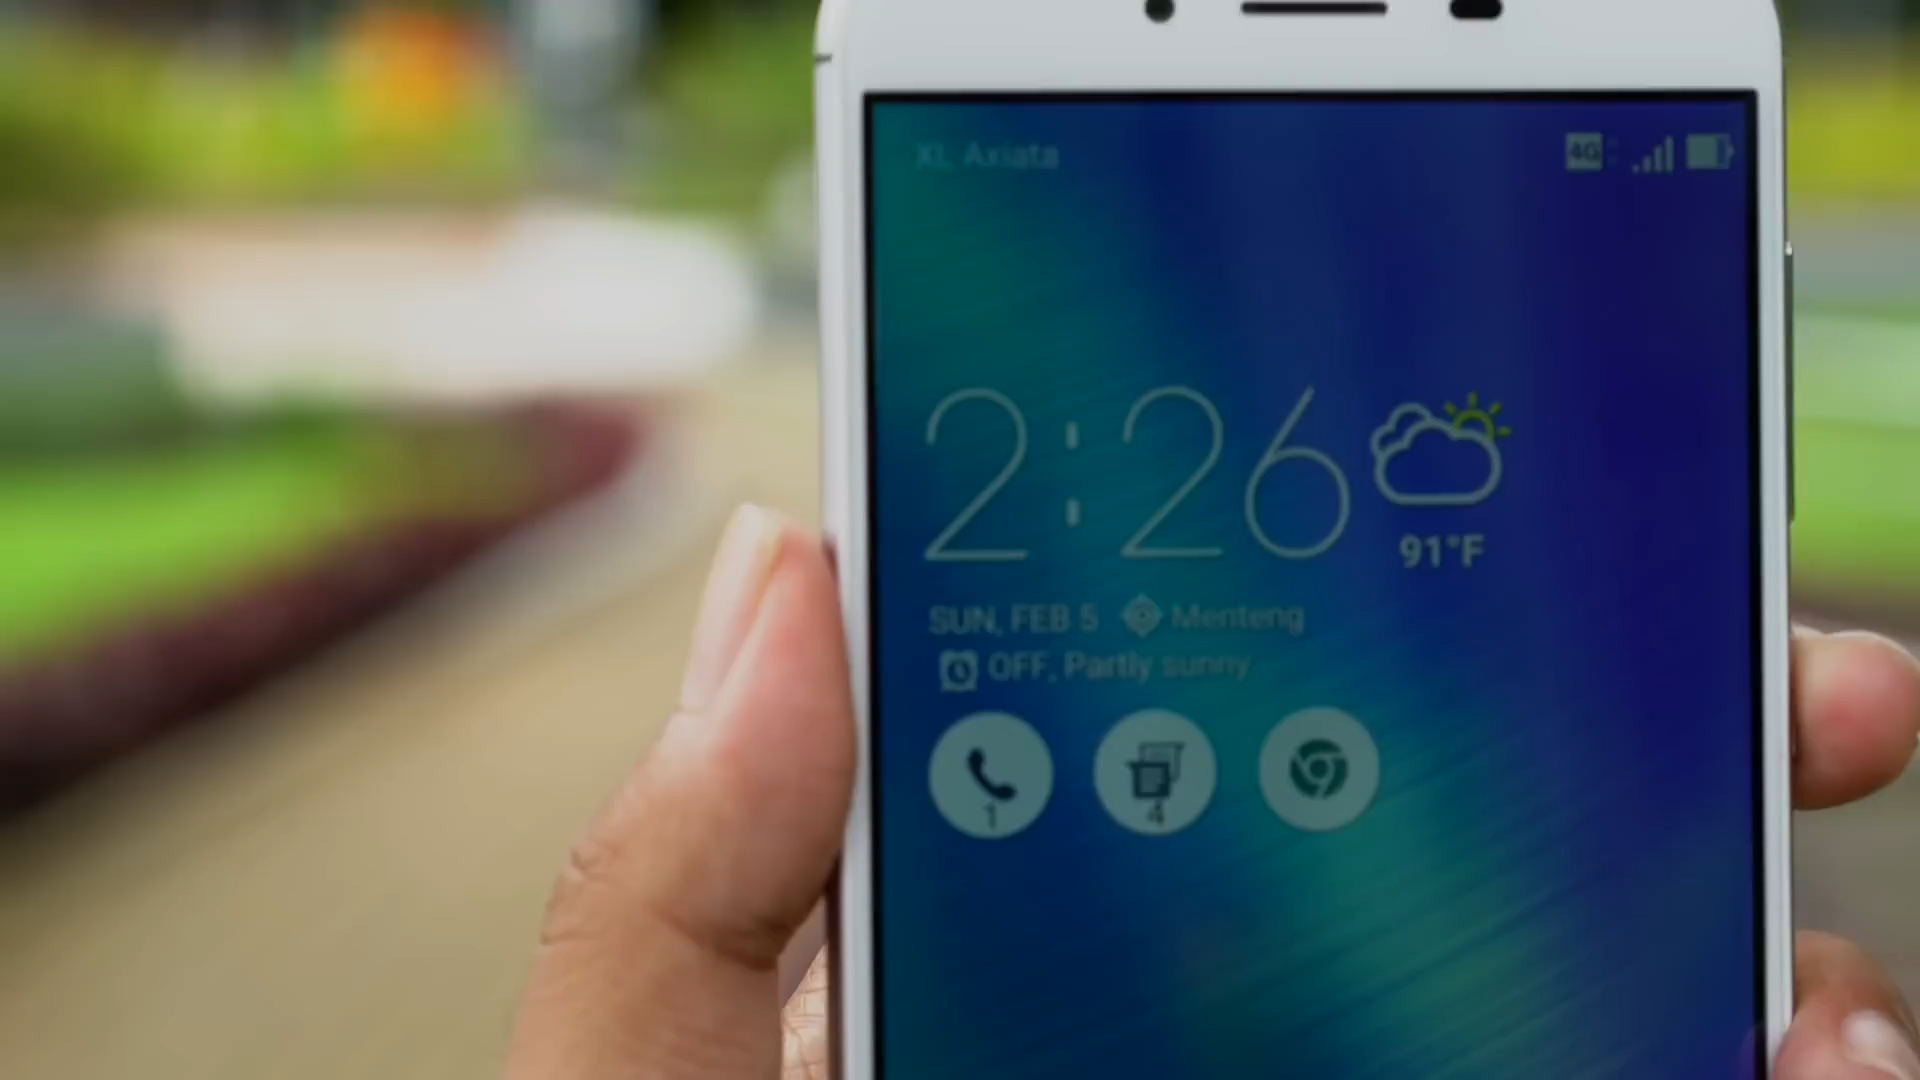 XL Axiata 4G
2:26
91°F
SUN, FEB 5 Menteng
OFF, Partly sunny
1 4